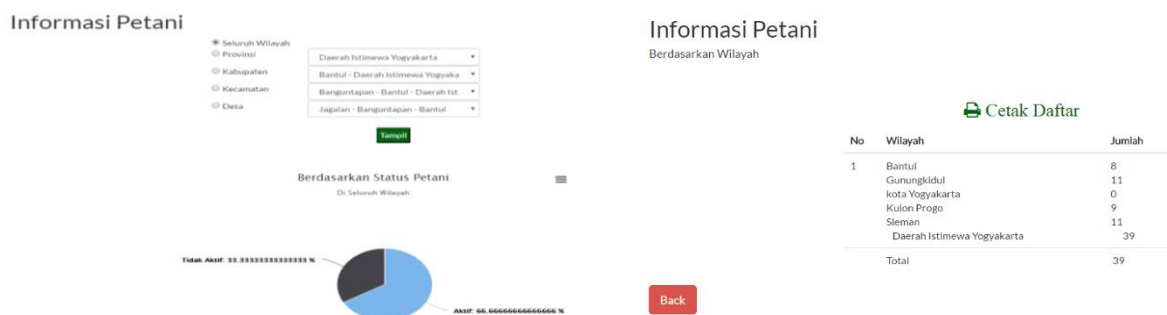 Informasi Petani
Seluruh Wilayah
Provinsi
Daerah Istimewa Yogyakarta
Kabupaten
Bantul - Daerah Istimewa Yogyaka
Kecamatan
Banguntapan - Bantul - Daerah Ist
Desa
Jagalan - Banguntapan - Bantul
Tampil
Berdasarkan Status Petani
Di Seluruh Wilayah
Tidak Aktif: 33.33333333333333 %
Aktif: 66.66666666666666 %
Informasi Petani
Berdasarkan Wilayah
Cetak Daftar
No Wilayah Jumlah
1 Bantul 8
Gunungkidul 11
kota Yogyakarta 0
Kulon Progo 9
Sleman 11
Daerah Istimewa Yogyakarta 39
Total 39
Back